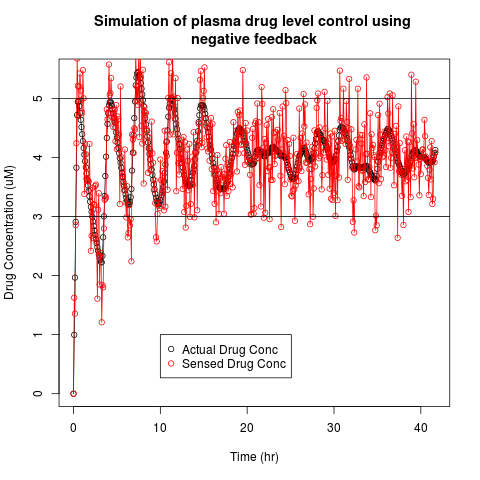 Simulation of plasma drug level control using
negative feedback
Drug Concentration (uM)
5
4
3
2
1
0
Actual Drug Conc
Sensed Drug Conc
0 10 20 30 40
Time (hr)